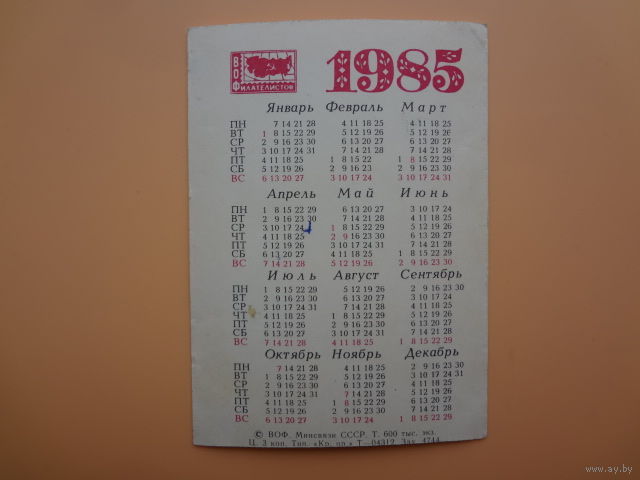 ВОФ
ФИЛАТЕЛИСТОВ
1985
Январь Февраль Март
ПН 7 14 21 28 4 11 18 25 4 11 18 25
ВТ 1 8 15 22 29 5 12 19 26 5 12 19 26
СР 2 9 16 23 30 6 13 20 27 6 13 20 27
ЧТ 3 10 17 24 31 7 14 21 28 7 14 21 28
ПТ 4 11 18 25 1 8 15 22 1 8 15 22 29
СБ 5 12 19 26 2 9 16 23 2 9 16 23 30
ВС 6 13 20 27 3 10 17 24 3 10 17 24 31
Апрель Май Июнь
ПН 1 8 15 22 29 6 13 20 27 3 10 17 24
ВТ 2 9 16 23 30 7 14 21 28 4 11 18 25
СР 3 10 17 24 1 8 15 22 29 5 12 19 26
ЧТ 4 11 18 25 2 9 16 23 30 6 13 20 27
ПТ 5 12 19 26 3 10 17 24 31 7 14 21 28
СБ 6 13 20 27 4 11 18 25 1 8 15 22 29
ВС 7 14 21 28 5 12 19 26 2 9 16 23 30
Июль Август Сентябрь
ПН 1 8 15 22 29 5 12 19 26 2 9 16 23 30
ВТ 2 9 16 23 30 6 13 20 27 3 10 17 24
СР 3 10 17 24 31 7 14 21 28 4 11 18 25
ЧТ 4 11 18 25 1 8 15 22 29 5 12 19 26
ПТ 5 12 19 26 2 9 16 23 30 6 13 20 27
СБ 6 13 20 27 3 10 17 24 31 7 14 21 28
ВС 7 14 21 28 4 11 18 25 1 8 15 22 29
Октябрь Ноябрь Декабрь
ПН 7 14 21 28 4 11 18 25 2 9 16 23 30
ВТ 1 8 15 22 29 5 12 19 26 3 10 17 24 31
СР 2 9 16 23 30 6 13 20 27 4 11 18 25
ЧТ 3 10 17 24 31 7 14 21 28 5 12 19 26
ПТ 4 11 18 25 1 8 15 22 29 6 13 20 27
СБ 5 12 19 26 2 9 16 23 30 7 14 21 28
ВС 6 13 20 27 3 10 17 24 1 8 15 22 29
© ВОФ. Минсвязи СССР. Т. 600 тыс. экз.
Ц. 3 коп. Тип. «Кр. пр.» Т—04312. Зак. 4744
www.ay.by